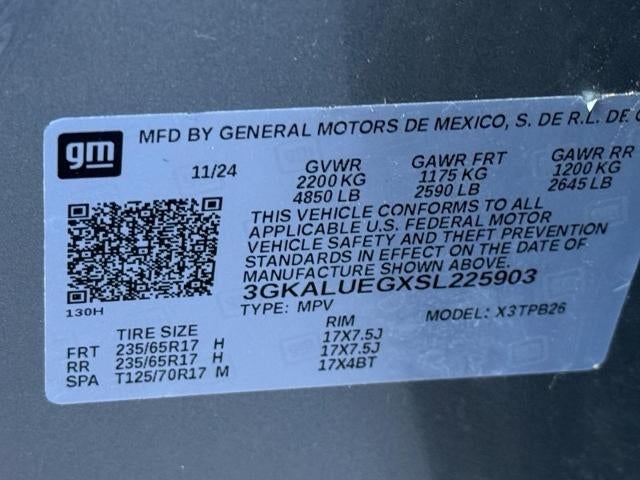 gm
MFD BY GENERAL MOTORS DE MEXICO, S. DE R.L. DE
11/24 GVWR GAWR FRT GAWR RR
2200 KG 1175 KG 1200 KG
4850 LB 2590 LB 2645 LB
THIS VEHICLE CONFORMS TO ALL
APPLICABLE U.S. FEDERAL MOTOR
VEHICLE SAFETY AND THEFT PREVENTION
STANDARDS IN EFFECT ON THE DATE OF
MANUFACTURE SHOWN ABOVE.
3GKALUEGXSL225903
130H
TYPE: MPV MODEL: X3TPB26
TIRE SIZE RIM
FRT 235/65R17 H 17X7.5J
RR 235/65R17 H 17X7.5J
SPA T125/70R17 M 17X4BT